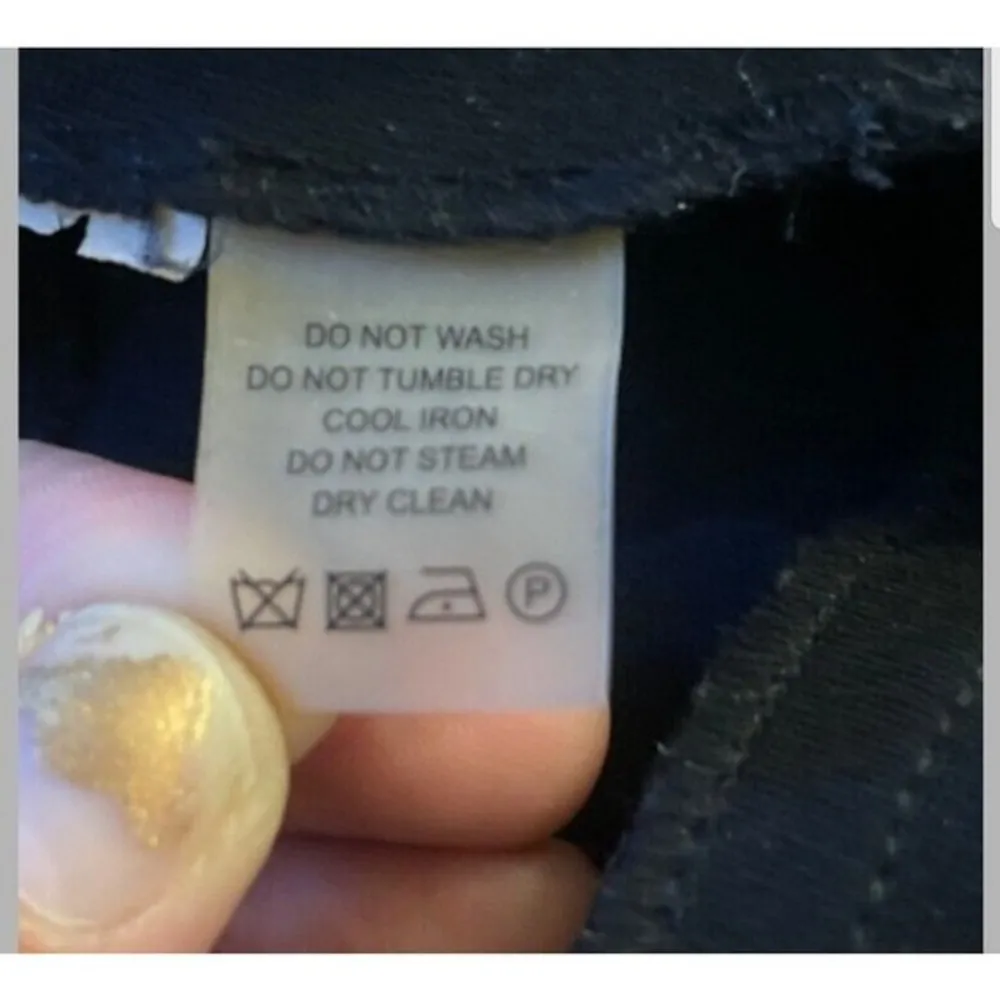 DO NOT WASH
DO NOT TUMBLE DRY
COOL IRON
DO NOT STEAM
DRY CLEAN
P